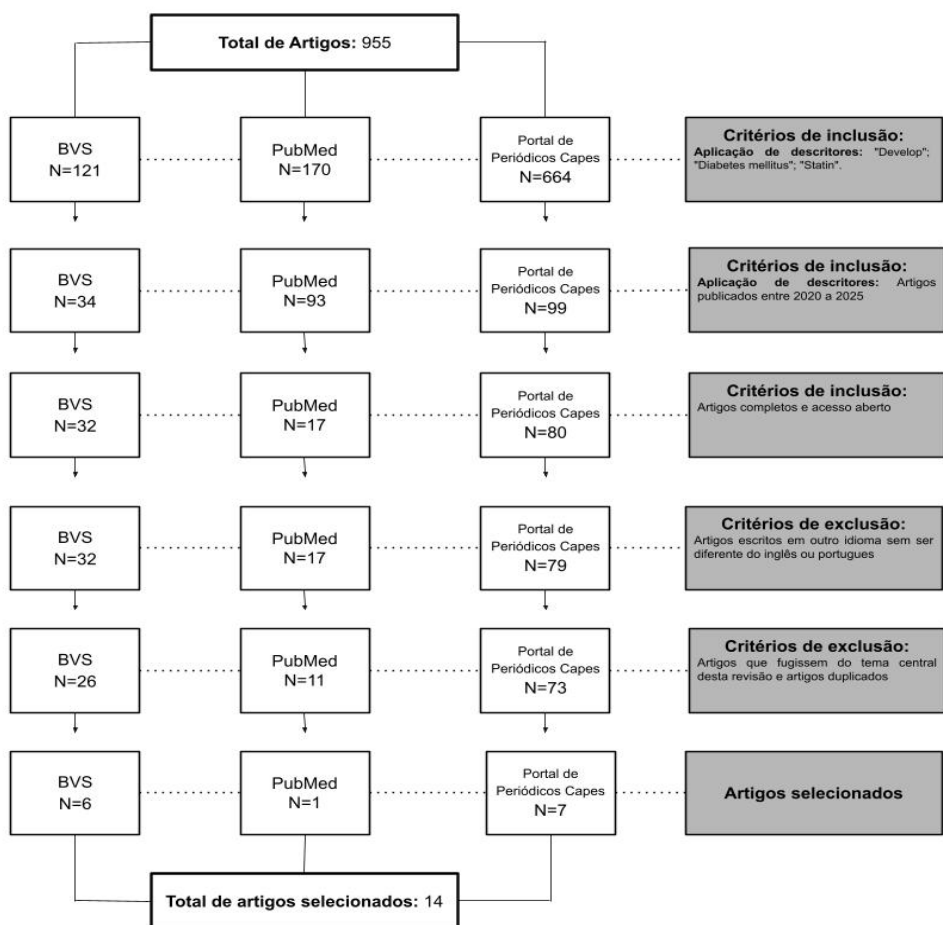 Total de Artigos: 955
BVS
N=121
PubMed
N=170
Portal de
Periódicos Capes
N=664
Critérios de inclusão:
Aplicação de descritores: "Develop";
"Diabetes mellitus"; "Statin".
BVS
N=34
PubMed
N=93
Portal de
Periódicos Capes
N=99
Critérios de inclusão:
Aplicação de descritores: Artigos
publicados entre 2020 a 2025
BVS
N=32
PubMed
N=17
Portal de
Periódicos Capes
N=80
Critérios de inclusão:
Artigos completos e acesso aberto
BVS
N=32
PubMed
N=17
Portal de
Periódicos Capes
N=79
Critérios de exclusão:
Artigos escritos em outro idioma sem ser
diferente do inglês ou portugues
BVS
N=26
PubMed
N=11
Portal de
Periódicos Capes
N=73
Critérios de exclusão:
Artigos que fugissem do tema central
desta revisão e artigos duplicados
BVS
N=6
PubMed
N=1
Portal de
Periódicos Capes
N=7
Artigos selecionados
Total de artigos selecionados: 14